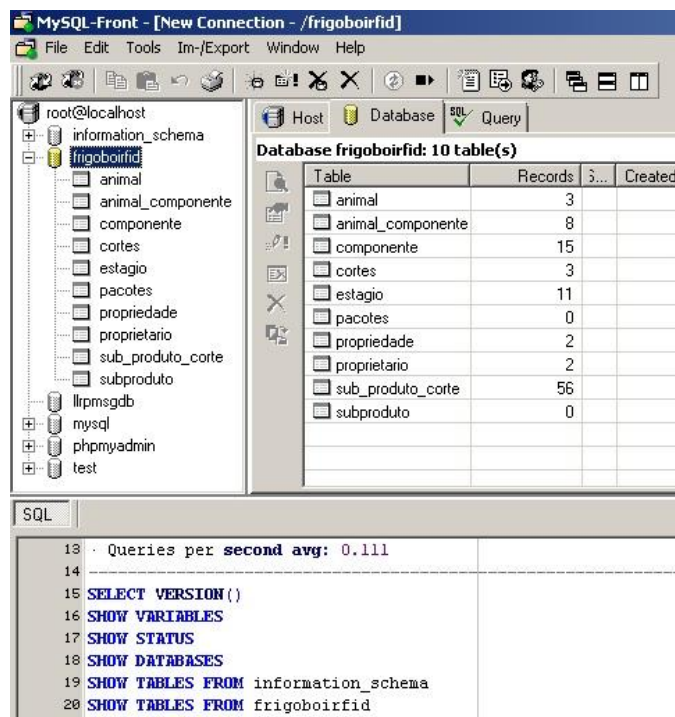 MySQL-Front - [New Connection - /frigoboirfid]
File Edit Tools Im-/Export Window Help
root@localhost
information_schema
frigoboirfid
animal
animal_componente
componente
cortes
estagio
pacotes
propriedade
proprietario
sub_produto_corte
subproduto
llrpmsgdb
mysql
phpmyadmin
test
Host Database SQL Query
Database frigoboirfid: 10 table(s)
Table Records S... Created
animal 3
animal_componente 8
componente 15
cortes 3
estagio 11
pacotes 0
propriedade 2
proprietario 2
sub_produto_corte 56
subproduto 0
SQL
13 · Queries per second avg: 0.111
14
15 SELECT VERSION()
16 SHOW VARIABLES
17 SHOW STATUS
18 SHOW DATABASES
19 SHOW TABLES FROM information_schema
20 SHOW TABLES FROM frigoboirfid